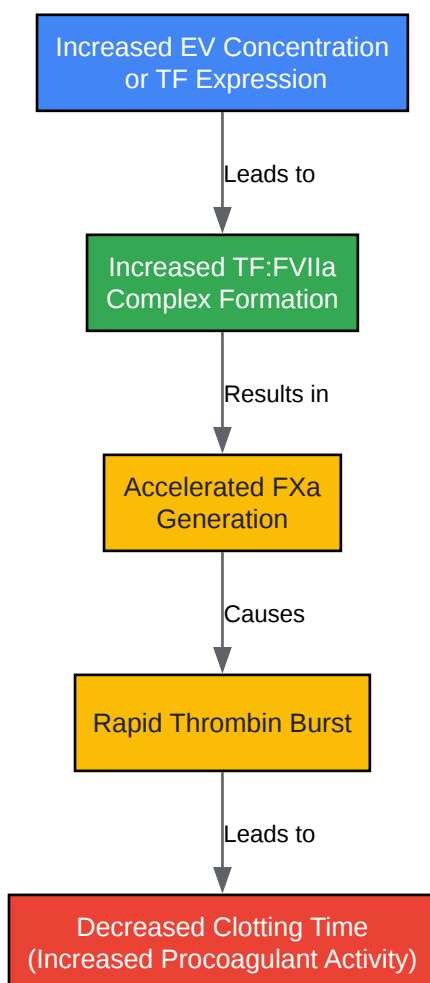 Increased EV Concentration
or TF Expression
Leads to
Increased TF:FVIIa
Complex Formation
Results in
Accelerated FXa
Generation
Causes
Rapid Thrombin Burst
Leads to
Decreased Clotting Time
(Increased Procoagulant Activity)